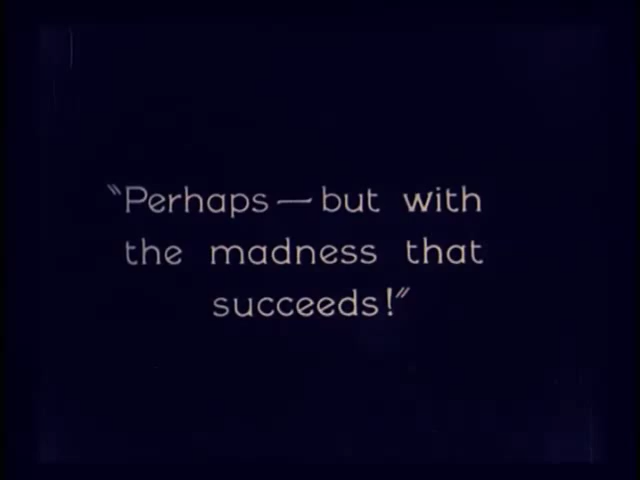 "Perhaps — but with
the madness that
succeeds!"